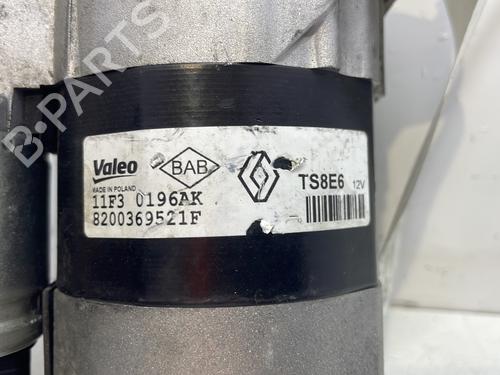 B-PARTS
Valeo
BAB
MADE IN POLAND
TS8E6 12V
11F3 0196AK
8200369521F